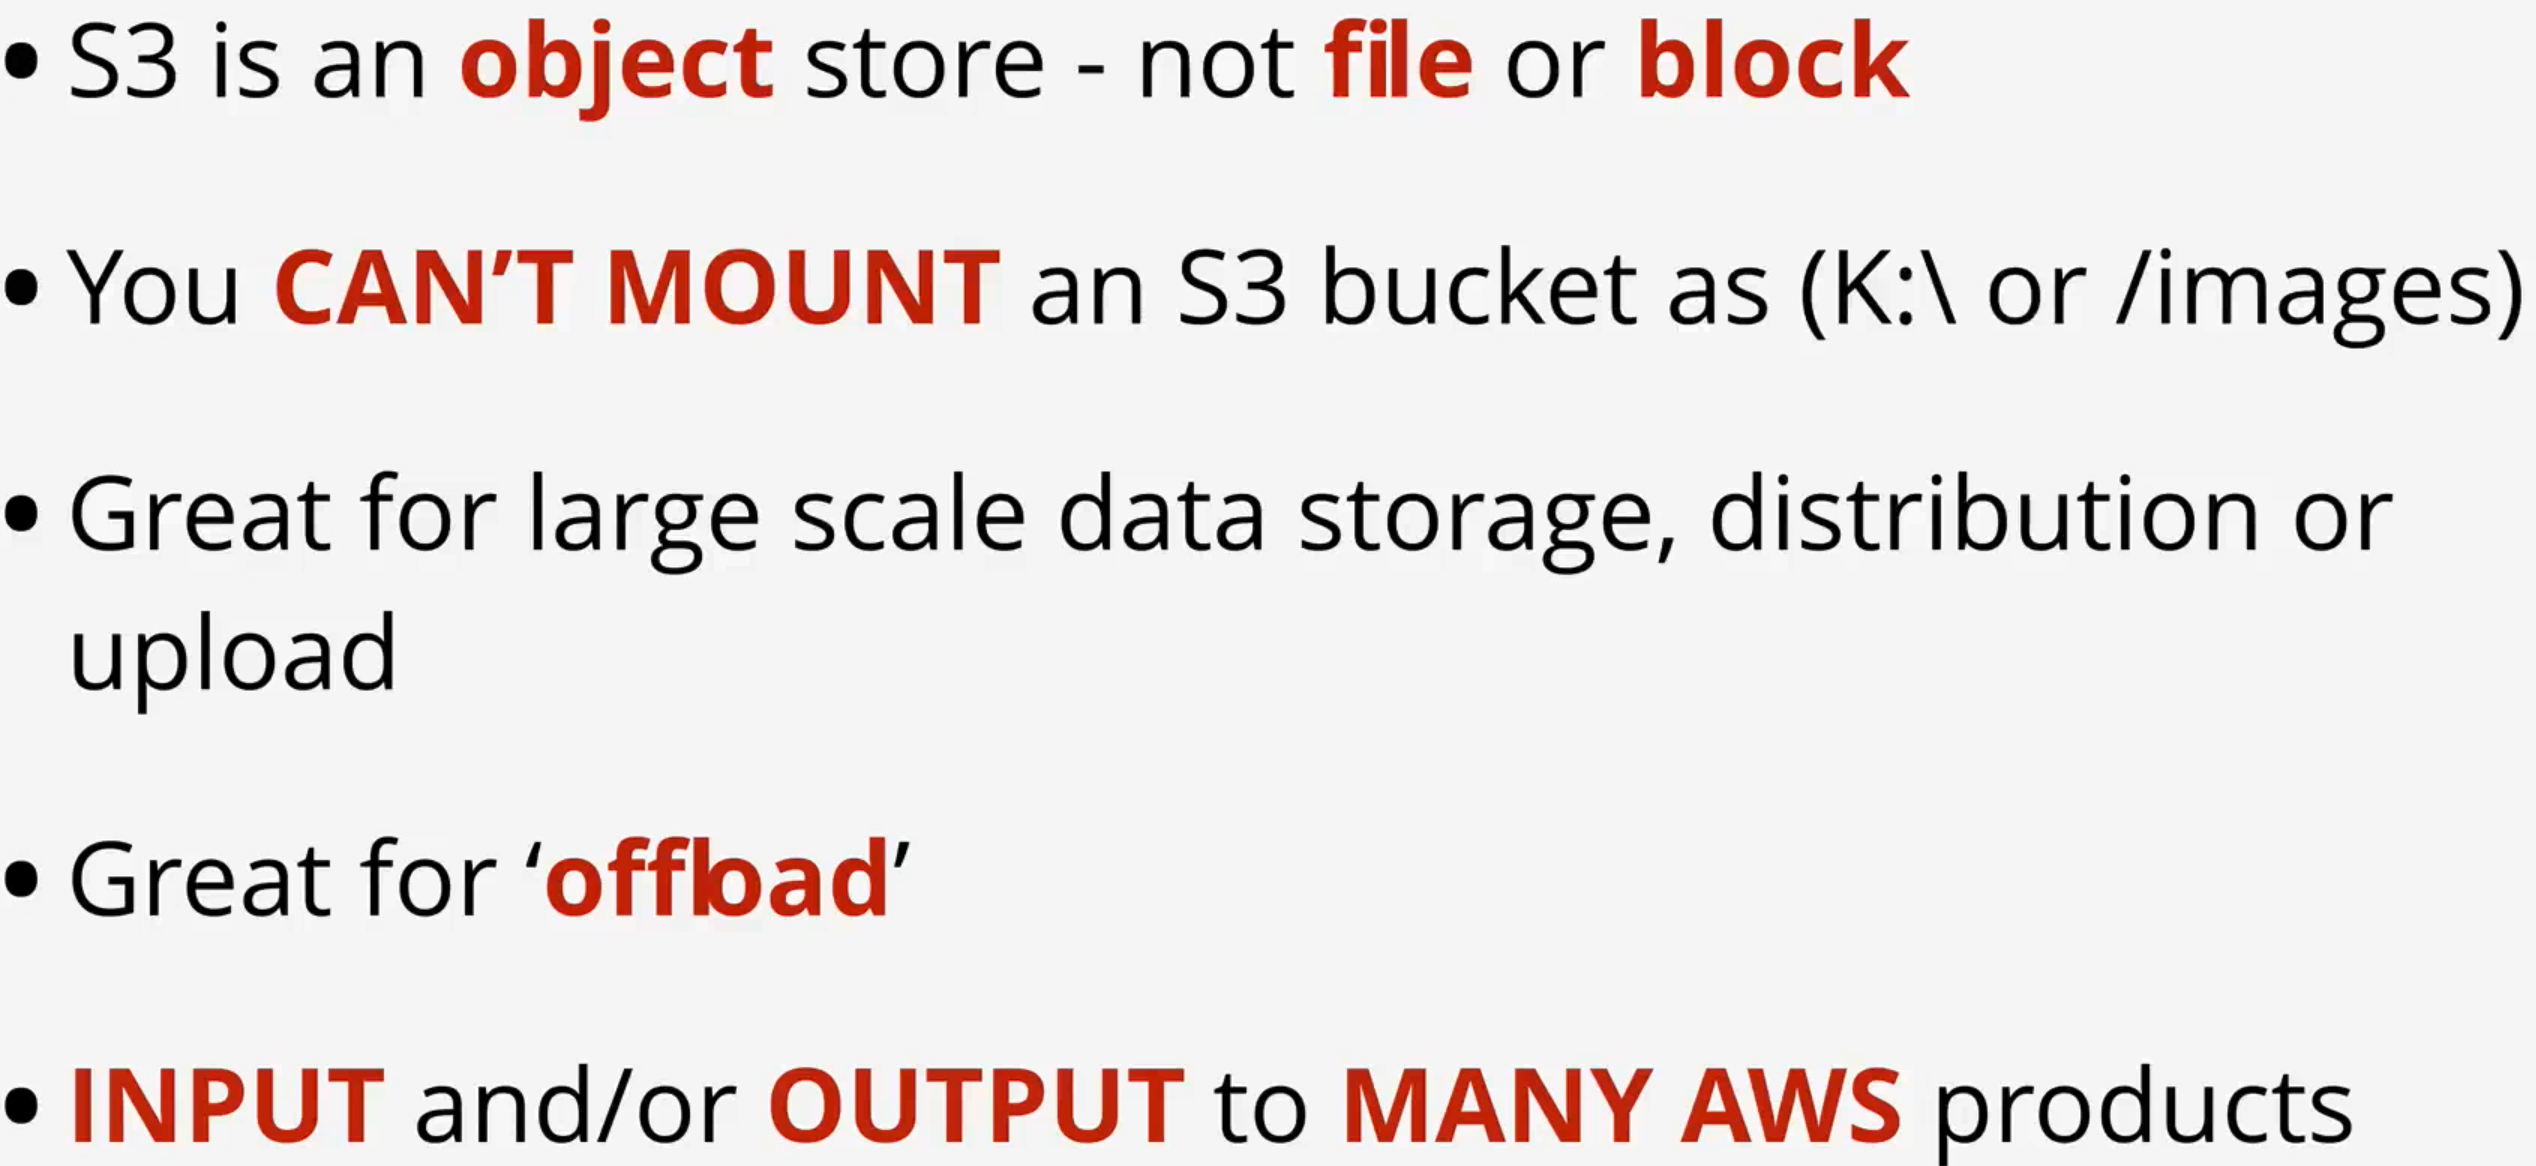 • S3 is an object store - not file or block
• You CAN’T MOUNT an S3 bucket as (K:\ or /images)
• Great for large scale data storage, distribution or
upload
• Great for ‘offload’
• INPUT and/or OUTPUT to MANY AWS products